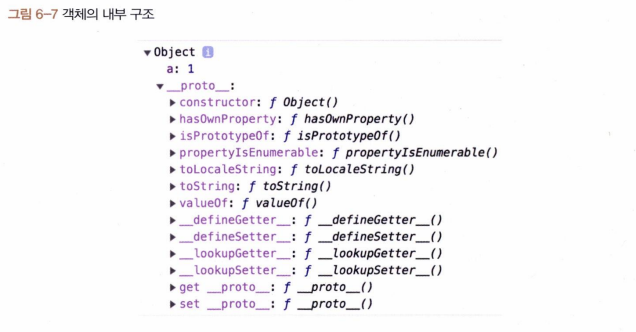 그림 6-7 객체의 내부 구조
▼Object i
a: 1
▼__proto__:
▶constructor: ƒ Object()
▶hasOwnProperty: ƒ hasOwnProperty()
▶isPrototypeOf: ƒ isPrototypeOf()
▶propertyIsEnumerable: ƒ propertyIsEnumerable()
▶toLocaleString: ƒ toLocaleString()
▶toString: ƒ toString()
▶valueOf: ƒ valueOf()
▶__defineGetter__: ƒ __defineGetter__()
▶__defineSetter__: ƒ __defineSetter__()
▶__lookupGetter__: ƒ __lookupGetter__()
▶__lookupSetter__: ƒ __lookupSetter__()
▶get __proto__: ƒ __proto__()
▶set __proto__: ƒ __proto__()